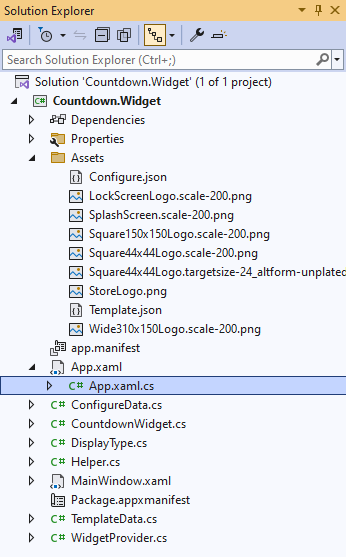 Solution Explorer
Search Solution Explorer (Ctrl+;)
Solution 'Countdown.Widget' (1 of 1 project)
C# Countdown.Widget
Dependencies
Properties
Assets
Configure.json
LockScreenLogo.scale-200.png
SplashScreen.scale-200.png
Square150x150Logo.scale-200.png
Square44x44Logo.scale-200.png
Square44x44Logo.targetsize-24_altform-unplated
StoreLogo.png
Template.json
Wide310x150Logo.scale-200.png
app.manifest
App.xaml
C# App.xaml.cs
C# ConfigureData.cs
C# CountdownWidget.cs
C# DisplayType.cs
C# Helper.cs
MainWindow.xaml
Package.appxmanifest
C# TemplateData.cs
C# WidgetProvider.cs